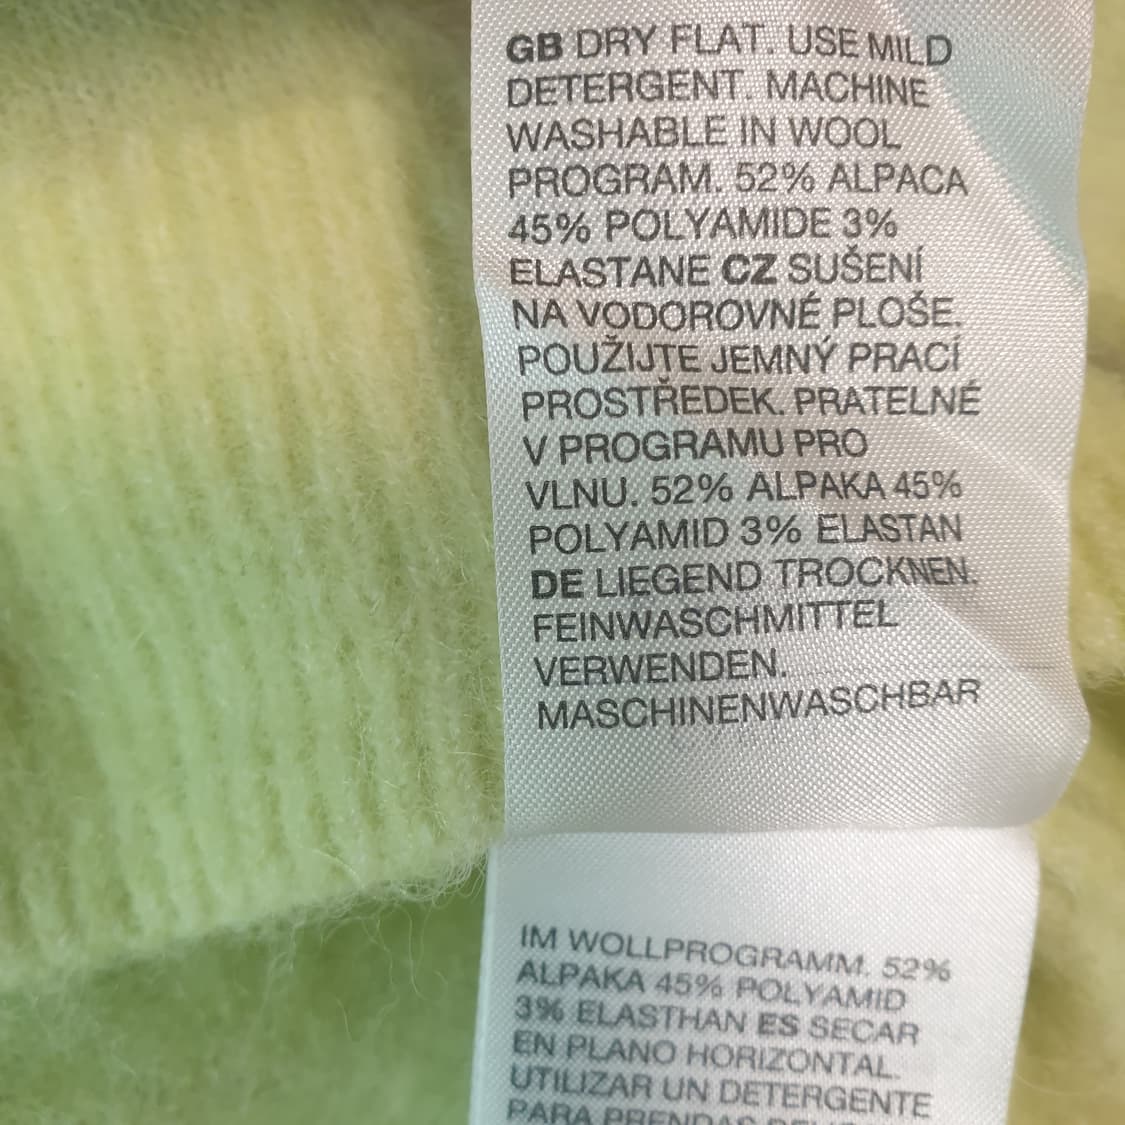 GB DRY FLAT. USE MILD
DETERGENT. MACHINE
WASHABLE IN WOOL
PROGRAM. 52% ALPACA
45% POLYAMIDE 3%
ELASTANE CZ SUŠENÍ
NA VODOROVNÉ PLOŠE.
POUŽIJTE JEMNÝ PRACÍ
PROSTŘEDEK. PRATELNÉ
V PROGRAMU PRO
VLNU. 52% ALPAKA 45%
POLYAMID 3% ELASTAN
DE LIEGEND TROCKNEN.
FEINWASCHMITTEL
VERWENDEN.
MASCHINENWASCHBAR
IM WOLLPROGRAMM. 52%
ALPAKA 45% POLYAMID
3% ELASTHAN ES SECAR
EN PLANO HORIZONTAL.
UTILIZAR UN DETERGENTE
PARA PRENDAS